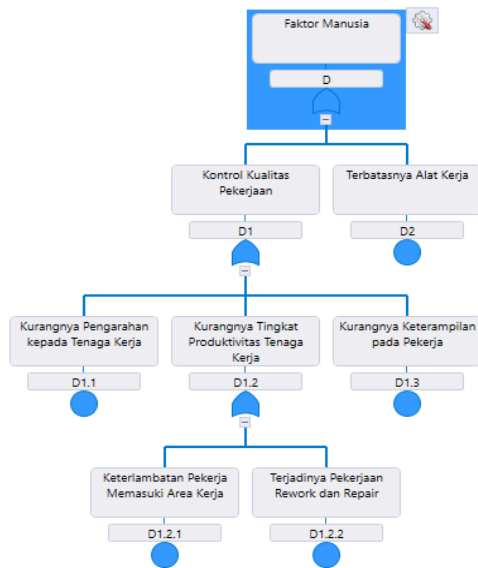 Faktor Manusia
D
Kontrol Kualitas
Pekerjaan
D1
Terbatasnya Alat Kerja
D2
Kurangnya Pengarahan
kepada Tenaga Kerja
D1.1
Kurangnya Tingkat
Produktivitas Tenaga
Kerja
D1.2
Kurangnya Keterampilan
pada Pekerja
D1.3
Keterlambatan Pekerja
Memasuki Area Kerja
D1.2.1
Terjadinya Pekerjaan
Rework dan Repair
D1.2.2